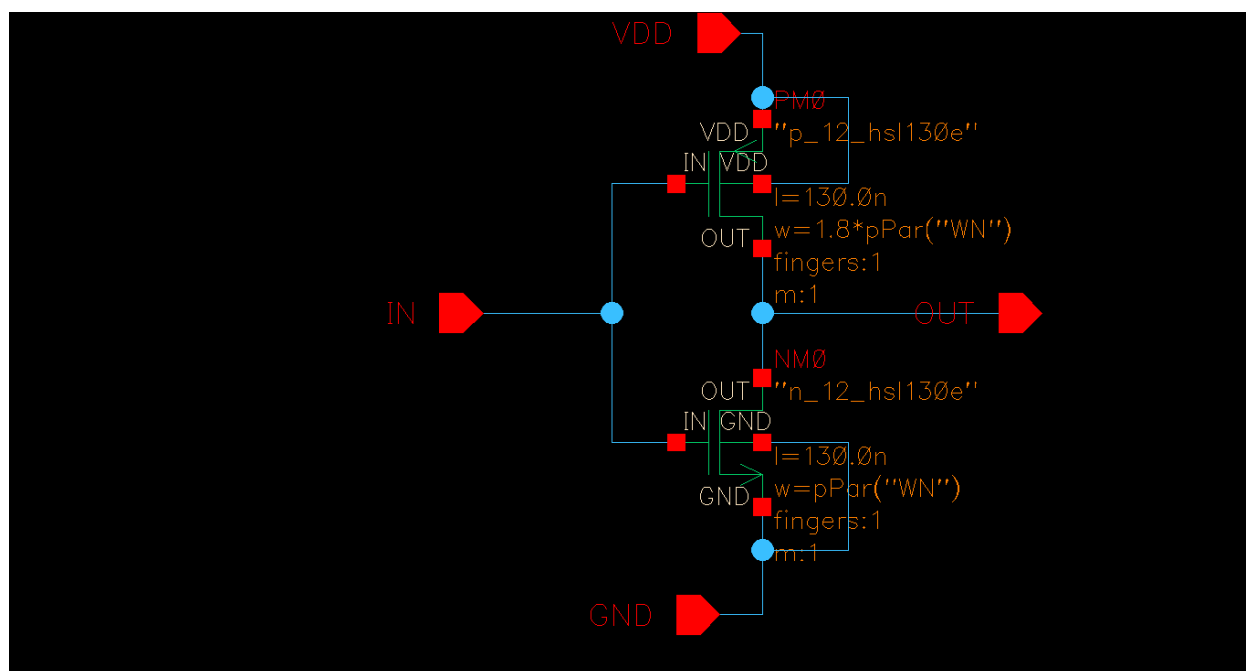 VDD
PM0
VDD
"p_12_hsl130e"
IN VDD
l=130.0n
w=1.8*pPar("WN")
OUT
fingers:1
m:1
IN
OUT
NM0
OUT
"n_12_hsl130e"
IN GND
l=130.0n
w=pPar("WN")
GND
fingers:1
m:1
GND